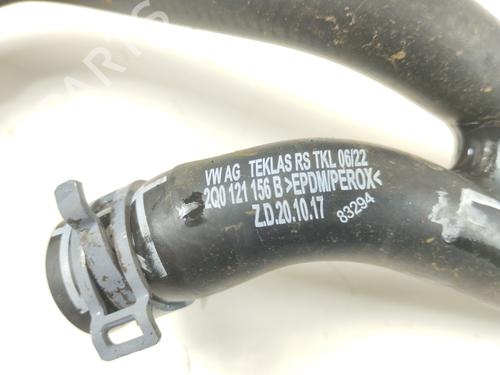 VW AG TEKLAS RS TKL 06/22
2Q0 121 156 B >EPDM/PEROX<
Z.D.20.10.17 83294